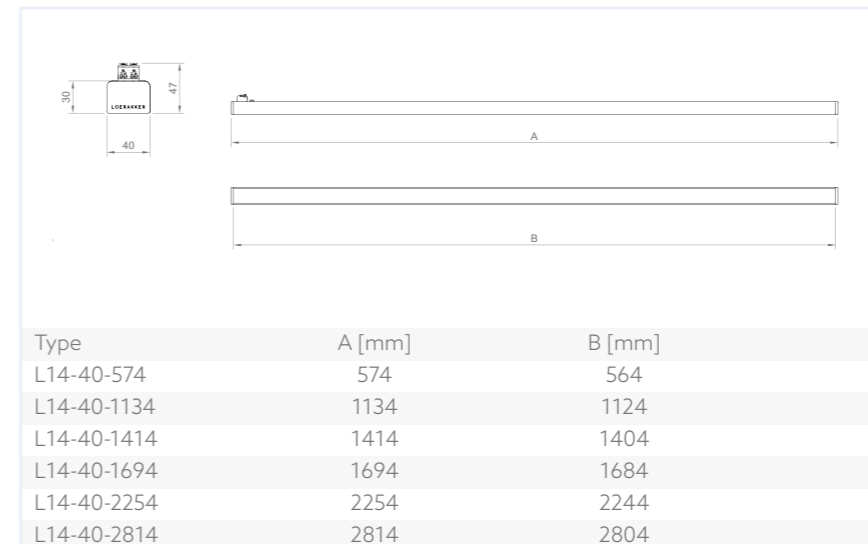 30
47
LOERAKKER
40
A
B
Type A [mm] B [mm]
L14-40-574 574 564
L14-40-1134 1134 1124
L14-40-1414 1414 1404
L14-40-1694 1694 1684
L14-40-2254 2254 2244
L14-40-2814 2814 2804